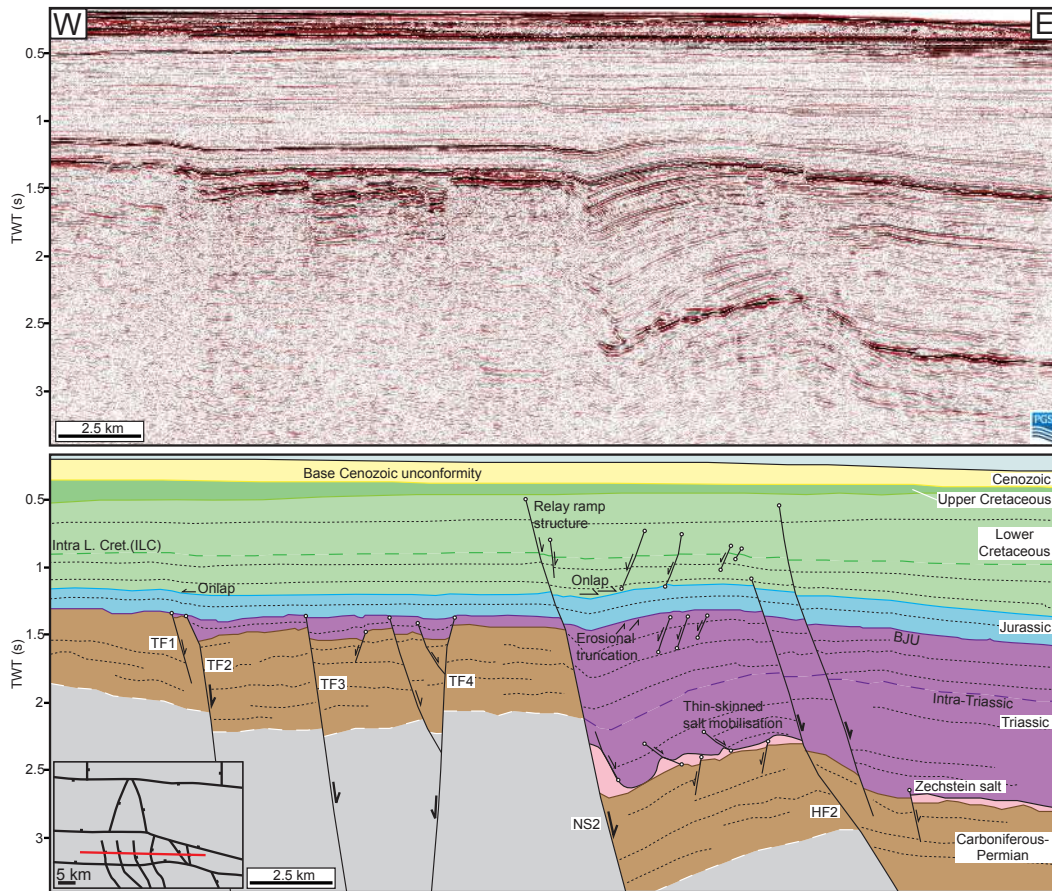 W
E
0.5
1
1.5
2
2.5
3
TWT (s)
2.5 km
PGS
Base Cenozoic unconformity
Cenozoic
Upper Cretaceous
0.5
Relay ramp
structure
Lower
Cretaceous
Intra L. Cret.(ILC)
1
Onlap
Onlap
Jurassic
1.5
TWT (s)
TF1
TF2
TF3
TF4
Erosional
truncation
BJU
Intra-Triassic
Triassic
2
Thin-skinned
salt mobilisation
2.5
Zechstein salt
NS2
HF2
3
Carboniferous-
Permian
5 km
2.5 km